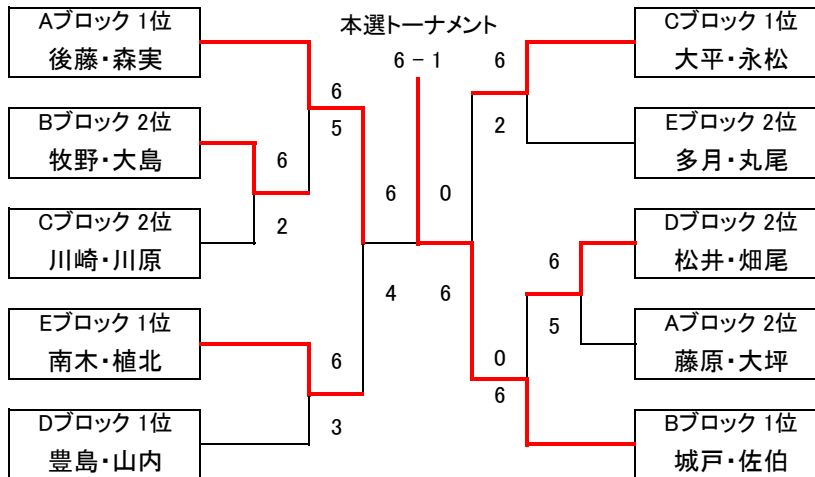 本選トーナメント
6 - 1
Aブロック 1位
後藤・森実
Bブロック 2位
牧野・大島
Cブロック 2位
川崎・川原
Eブロック 1位
南木・植北
Dブロック 1位
豊島・山内
6
5
6
2
6
4
6
3
Cブロック 1位
大平・永松
Eブロック 2位
多月・丸尾
Dブロック 2位
松井・畑尾
Aブロック 2位
藤原・大坪
Bブロック 1位
城戸・佐伯
6
2
0
6
6
5
0
6